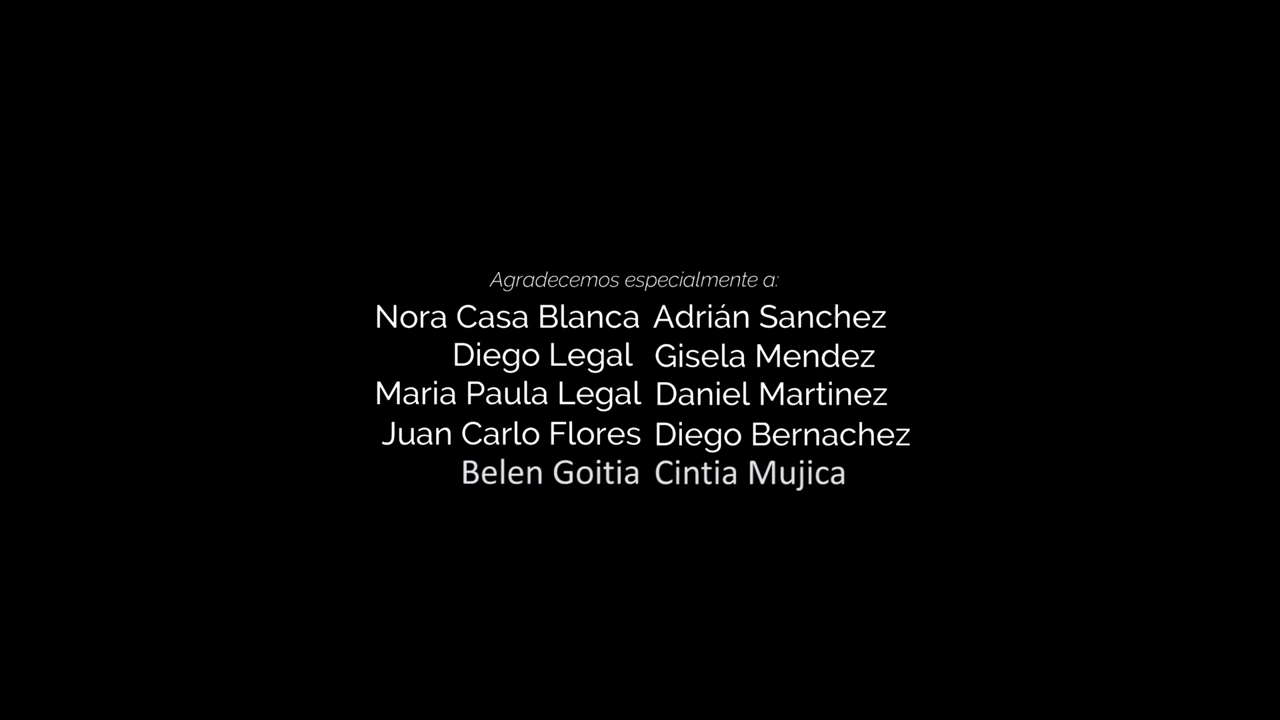 Agradecemos especialmente a:
Nora Casa Blanca Adrián Sanchez
Diego Legal Gisela Mendez
Maria Paula Legal Daniel Martinez
Juan Carlo Flores Diego Bernachez
Belen Goitia Cintia Mujica